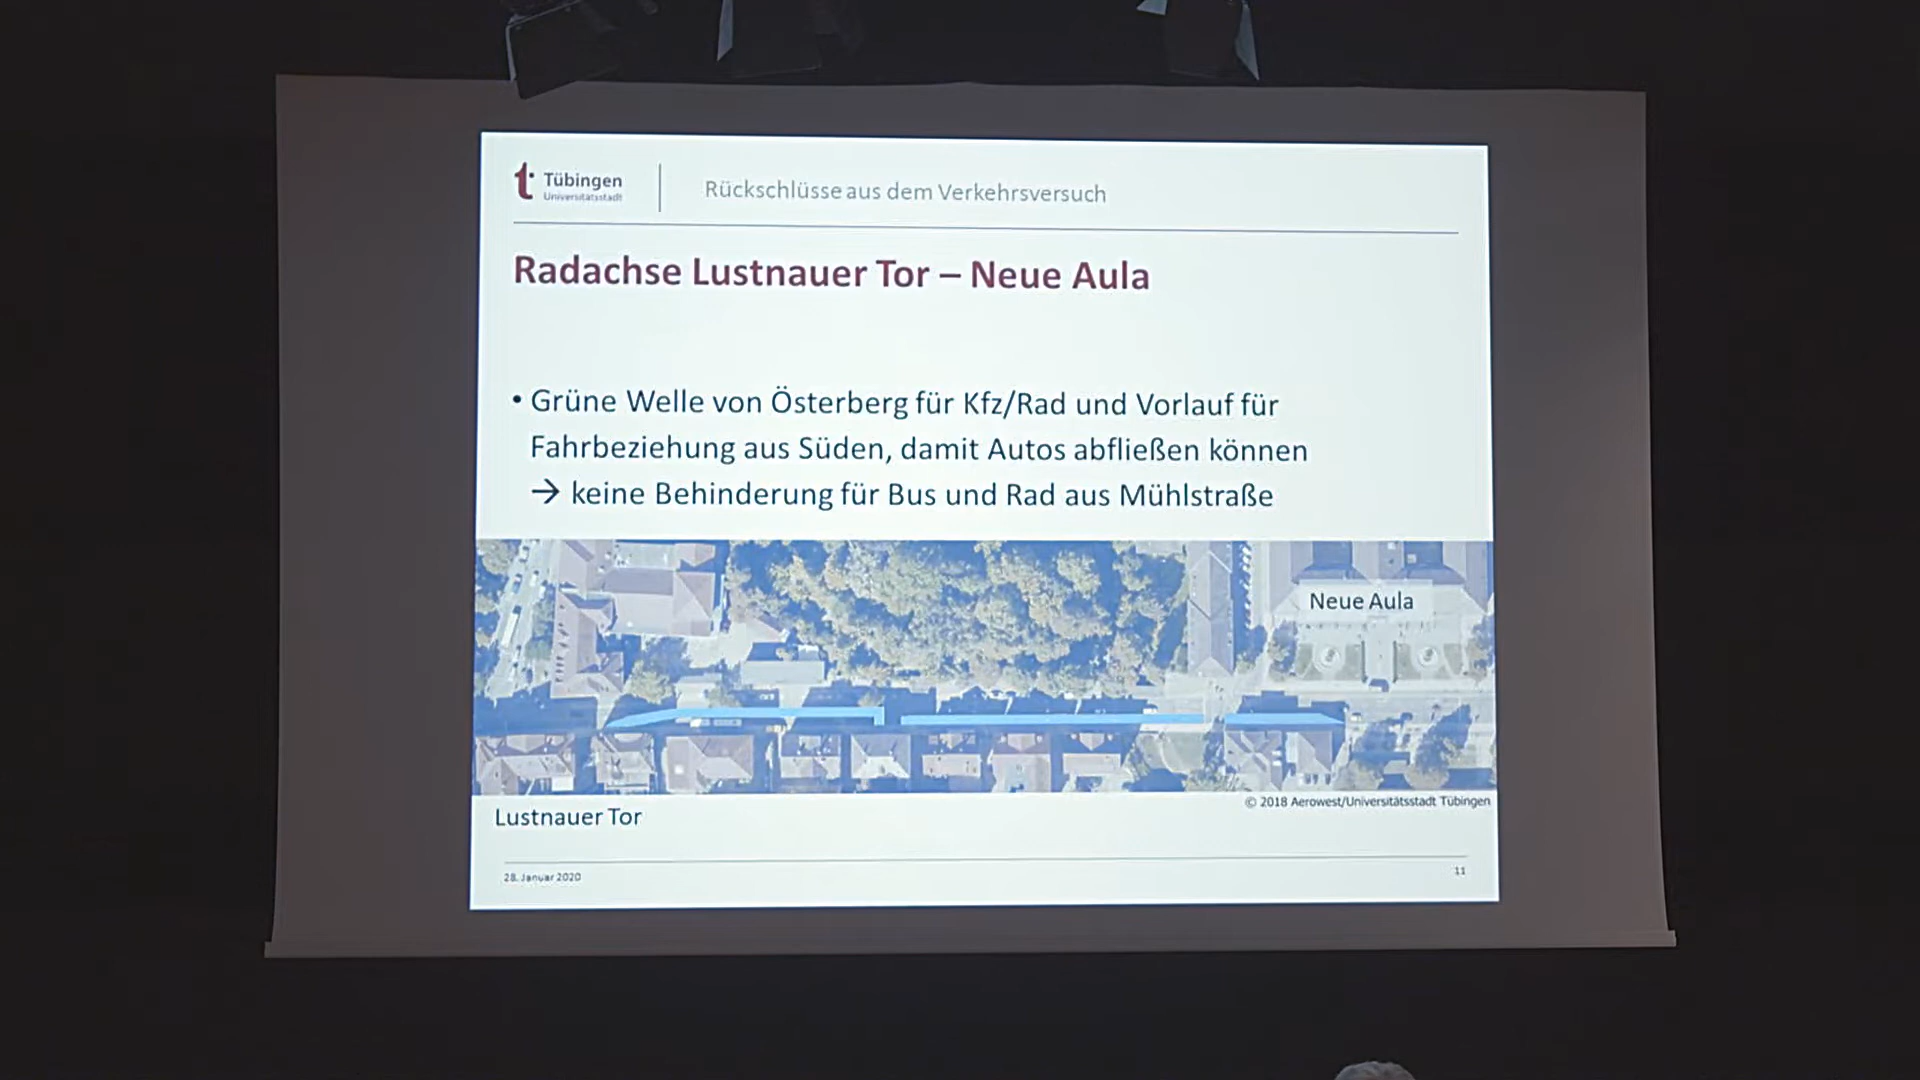 Tübingen
Universitätsstadt
Rückschlüsse aus dem Verkehrsversuch
Radachse Lustnauer Tor – Neue Aula
• Grüne Welle von Österberg für Kfz/Rad und Vorlauf für
Fahrbeziehung aus Süden, damit Autos abfließen können
→ keine Behinderung für Bus und Rad aus Mühlstraße
Neue Aula
© 2018 Aerowest/Universitätsstadt Tübingen
Lustnauer Tor
28. Januar 2020
11